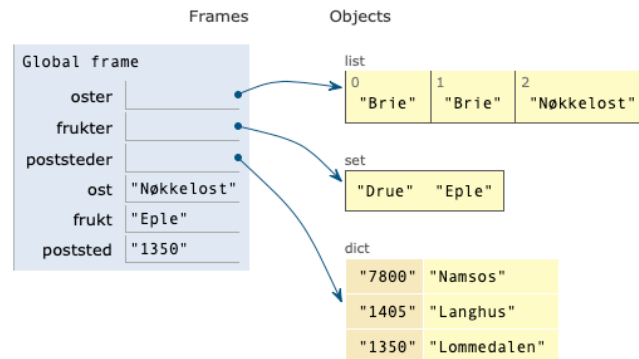 Frames Objects
Global frame
oster
frukter
poststeder
ost "Nøkkelost"
frukt "Eple"
poststed "1350"
list
0 1 2
"Brie" "Brie" "Nøkkelost"
set
"Drue" "Eple"
dict
"7800" "Namsos"
"1405" "Langhus"
"1350" "Lommedalen"